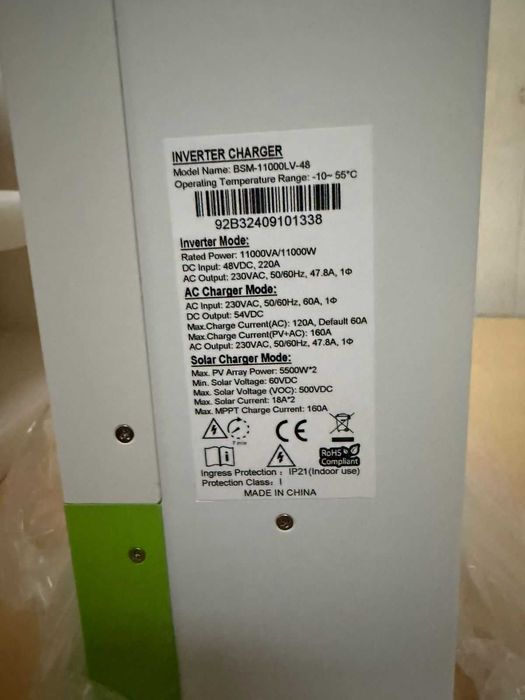 INVERTER CHARGER
Model Name: BSM-11000LV-48
Operating Temperature Range: -10~ 55°C
92B32409101338
Inverter Mode:
Rated Power: 11000VA/11000W
DC Input: 48VDC, 220A
AC Output: 230VAC, 50/60HZ, 47.8A, 1Φ
AC Charger Mode:
AC Input: 230VAC, 50/60HZ, 60A, 1Φ
DC Output: 54VDC
Max.Charge Current(AC): 120A, Default 60A
Max.Charge Current(PV+AC): 160A
AC Output: 230VAC, 50/60HZ, 47.8A, 1Φ
Solar Charger Mode:
Max. PV Array Power: 5500W*2
Min. Solar Voltage: 60VDC
Max. Solar Voltage (VOC): 500VDC
Max. Solar Current: 18A*2
Max. MPPT Charge Current: 160A
CE
RoHS
Compliant
Ingress Protection : IP21(Indoor use)
Protection Class: I
MADE IN CHINA